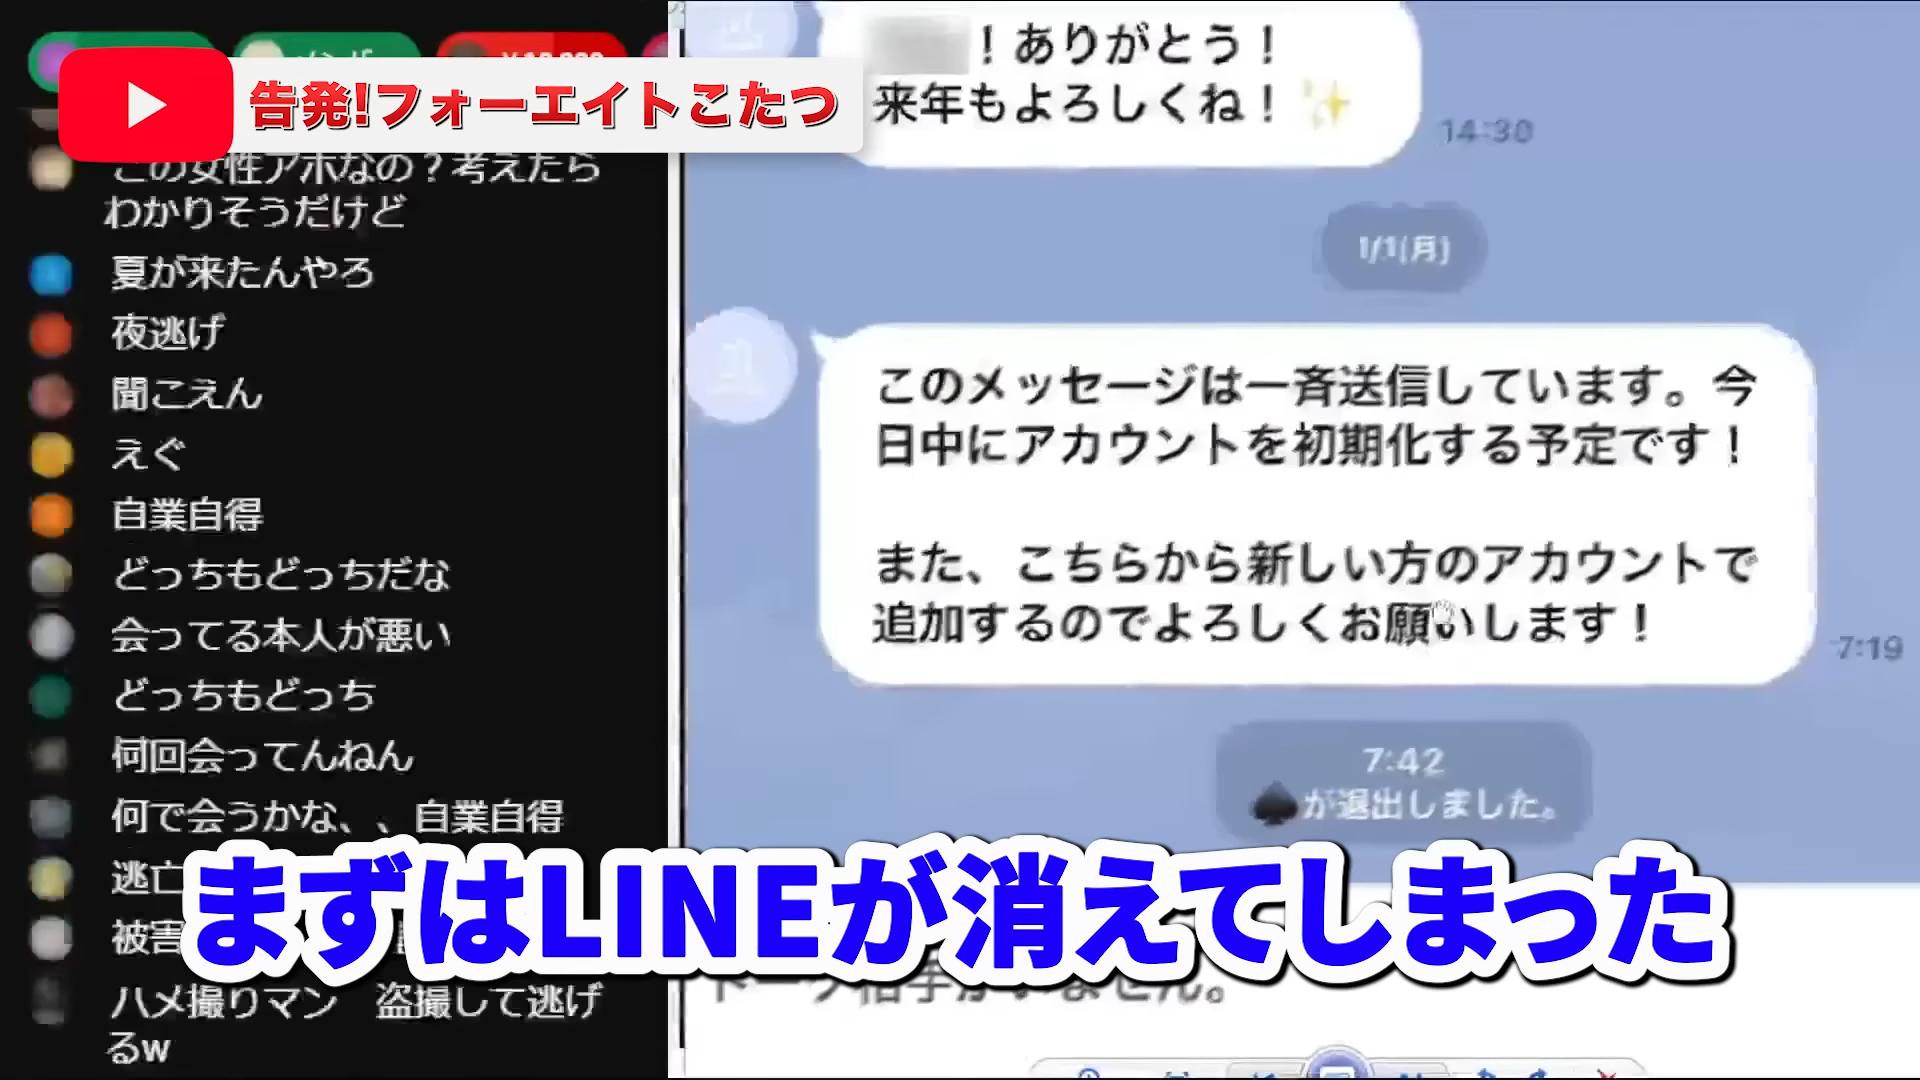 告発!フォーエイトこたつ
この女性アホなの？考えたら
わかりそうだけど
夏が来たんやろ
夜逃げ
聞こえん
えぐ
自業自得
どっちもどっちだな
会ってる本人が悪い
どっちもどっち
何回会ってんねん
何で会うかな、、自業自得
逃亡
被害
ハメ撮りマン　盗撮して逃げ
るw
！ありがとう！
来年もよろしくね！✨
14:30
1/1(月)
このメッセージは一斉送信しています。今
日中にアカウントを初期化する予定です！
また、こちらから新しい方のアカウントで
追加するのでよろしくお願いします！
7:19
7:42
♠が退出しました。
まずはLINEが消えてしまった